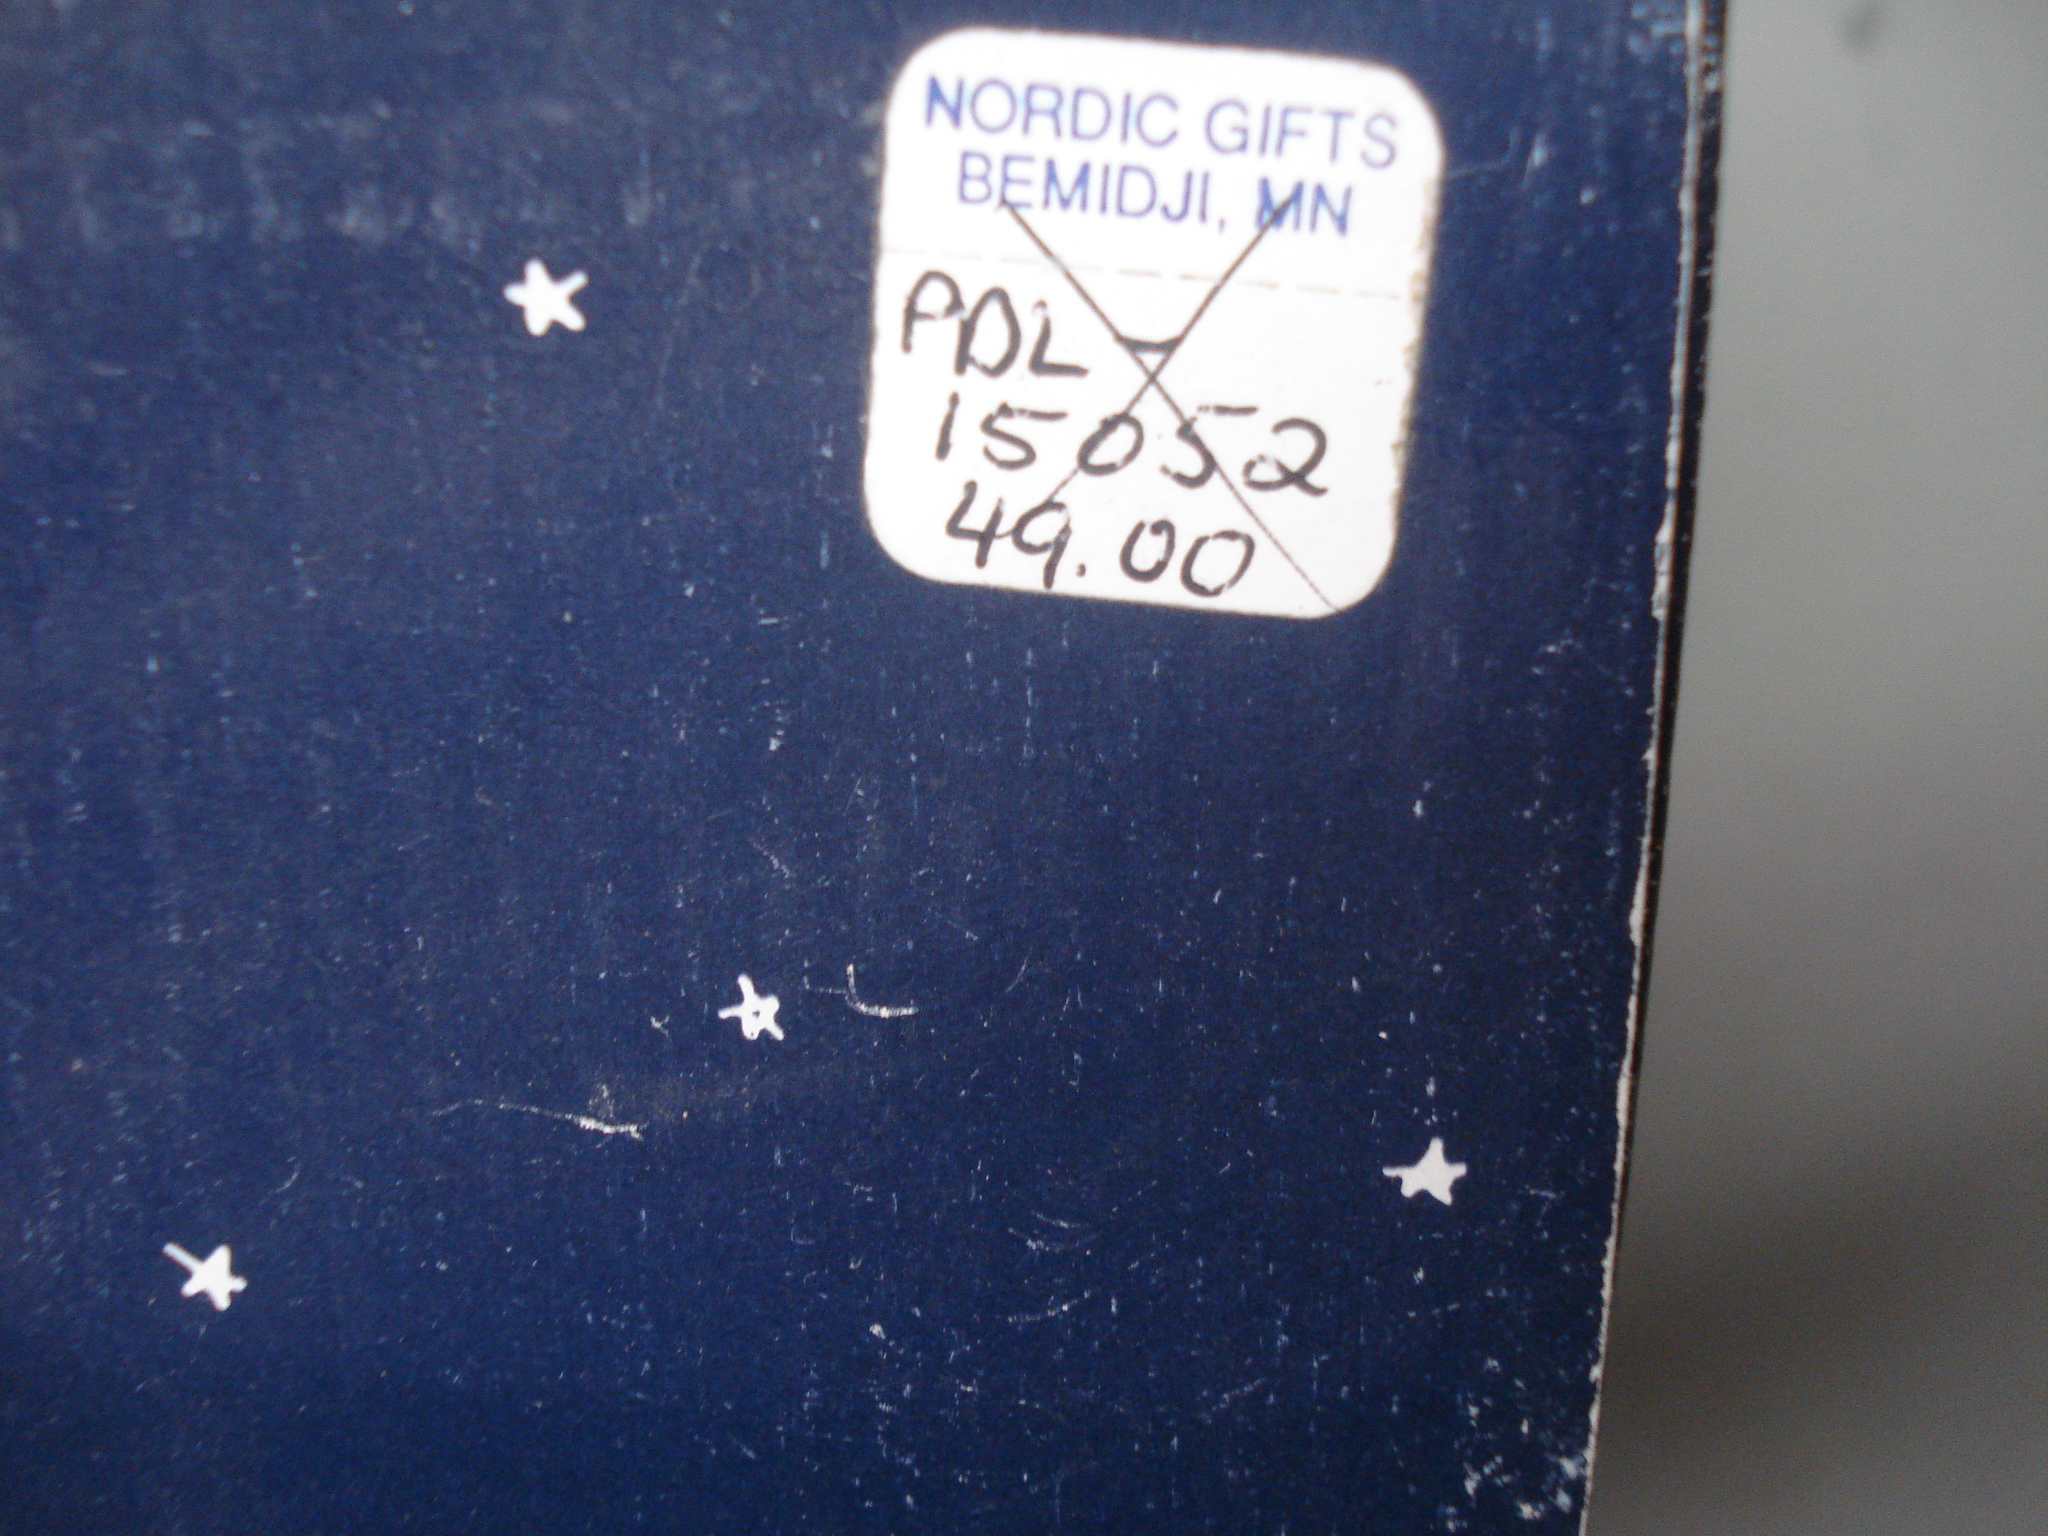 NORDIC GIFTS
BEMIDJI, MN
PDL -
15052
49.00